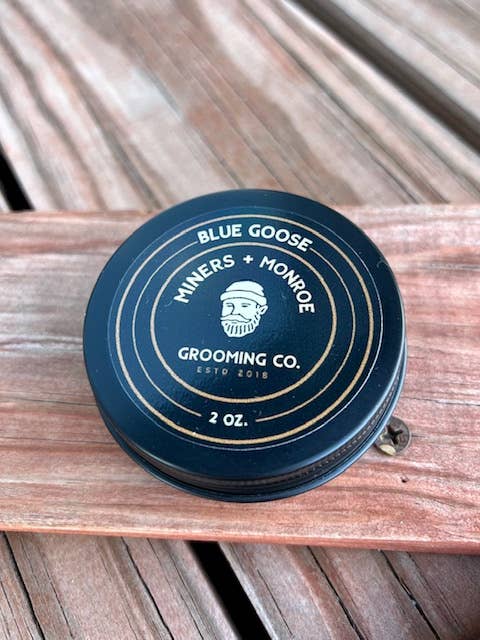 BLUE GOOSE
MINERS + MONROE
GROOMING CO.
ESTD 2018
2 OZ.